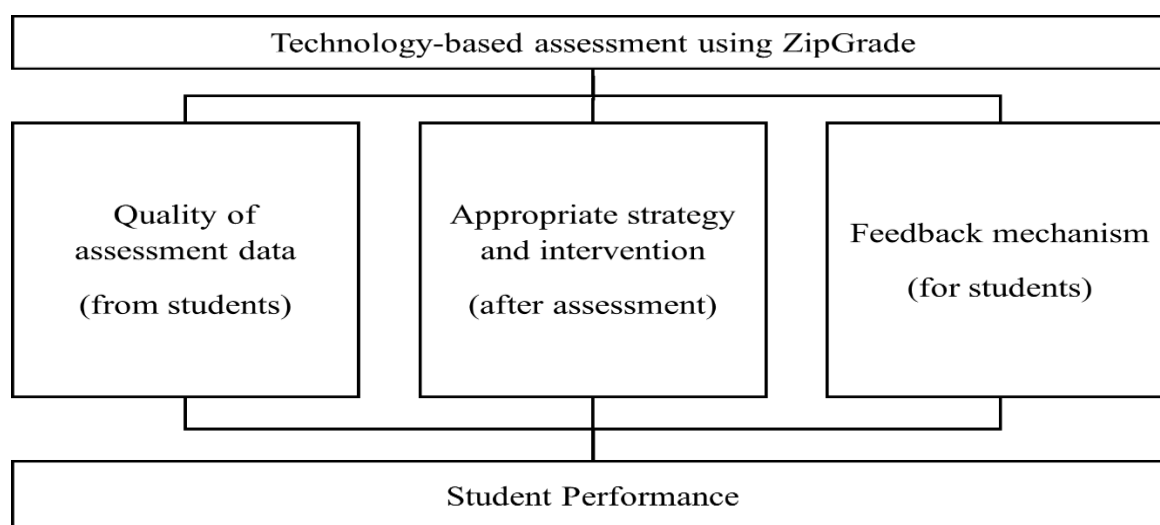 Technology-based assessment using ZipGrade
Quality of
assessment data
(from students)
Appropriate strategy
and intervention
(after assessment)
Feedback mechanism
(for students)
Student Performance